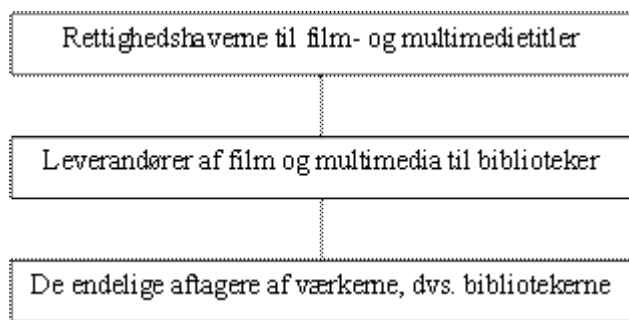 Rettighedshaverne til film- og multimedietitler
Leverandører af film og multimedia til biblioteker
De endelige aftagere af værkerne, dvs. bibliotekerne